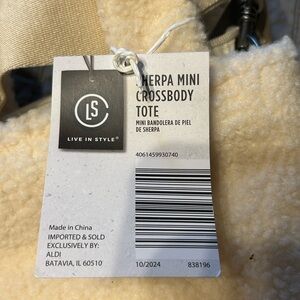 SHERPA MINI
CROSSBODY
TOTE
MINI BANDOLERA DE PIEL
DE SHERPA
LS
LIVE IN STYLE®
4061459930740
Made in China
IMPORTED & SOLD
EXCLUSIVELY BY:
ALDI
BATAVIA, IL 60510
10/2024
838196